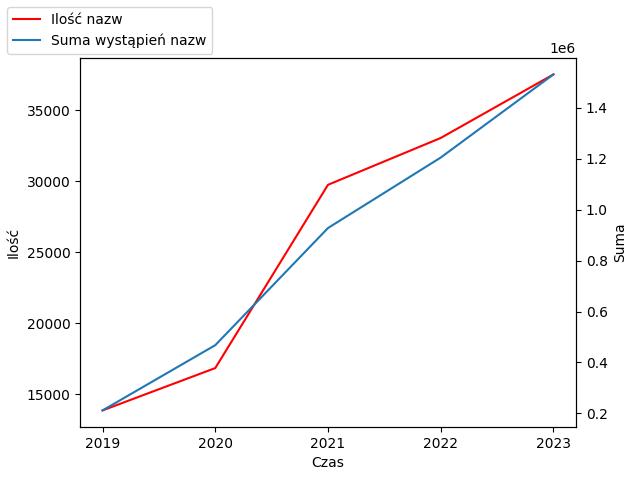 Ilość nazw
Suma wystąpień nazw
1e6
35000
30000
25000
20000
15000
Ilość
1.4
1.2
1.0
0.8
0.6
0.4
0.2
Suma
2019 2020 2021 2022 2023
Czas